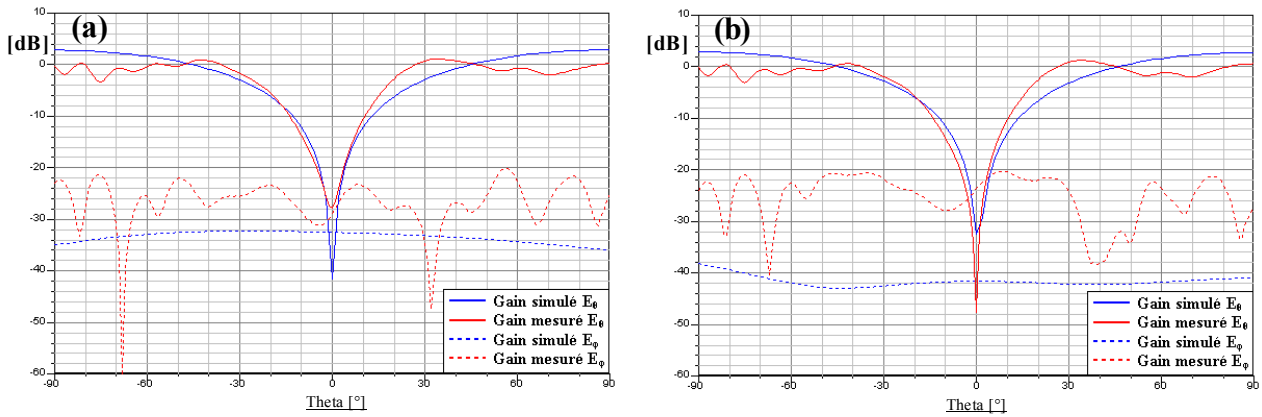 (a)
[dB]
10
0
-10
-20
-30
-40
-50
-60
-90
-60
-30
0
30
60
90
Theta [°]
Gain simulé Eθ
Gain mesuré Eθ
Gain simulé Eφ
Gain mesuré Eφ
(b)
[dB]
10
0
-10
-20
-30
-40
-50
-60
-90
-60
-30
0
30
60
90
Theta [°]
Gain simulé Eθ
Gain mesuré Eθ
Gain simulé Eφ
Gain mesuré Eφ